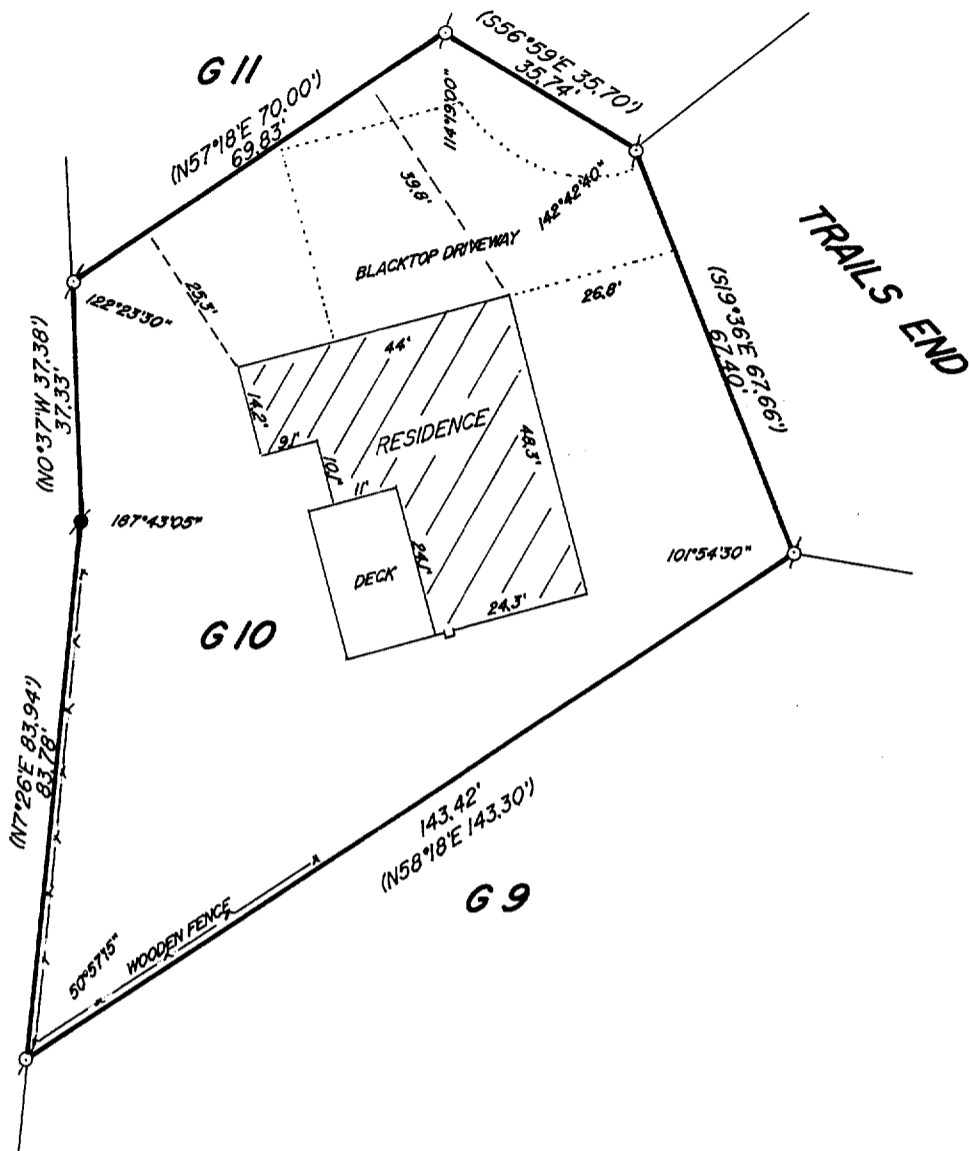 G 11
(S56°59'E 35.70')
35.74'
(N57°18'E 70.00')
69.83'
114°19'00"
39.8'
142°42'40"
TRAILS END
BLACKTOP DRIVEWAY
25.3'
122°23'30"
26.8'
(S19°36'E 67.66')
67.40'
(N0°37'W 37.38')
37.33'
44'
14.2'
9.1'
RESIDENCE
10.1'
11'
48.3'
187°43'05"
101°54'30"
DECK
24.1'
24.3'
G 10
(N7°26'E 83.94')
83.78'
143.42'
(N58°18'E 143.30')
G 9
WOODEN FENCE
50°57'15"